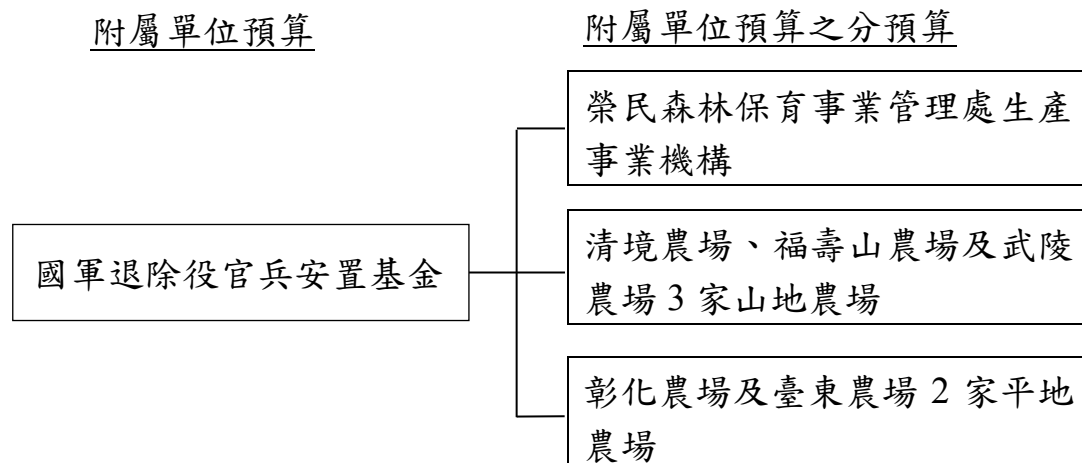 附屬單位預算
附屬單位預算之分預算
榮民森林保育事業管理處生產
事業機構
國軍退除役官兵安置基金
清境農場、福壽山農場及武陵
農場 3 家山地農場
彰化農場及臺東農場 2 家平地
農場